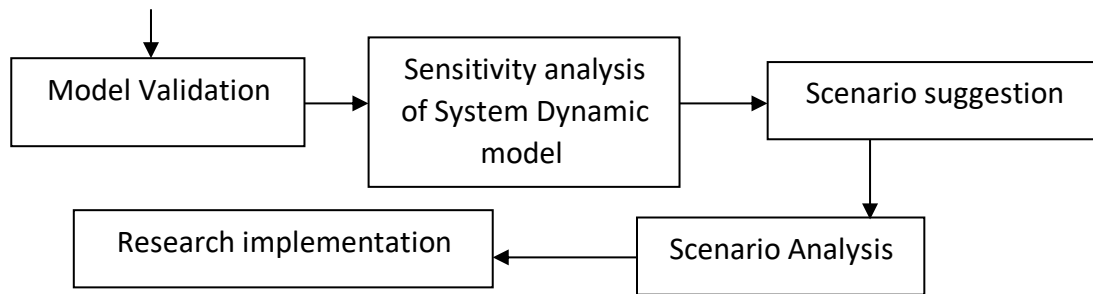 Model Validation
Sensitivity analysis
of System Dynamic
model
Scenario suggestion
Scenario Analysis
Research implementation